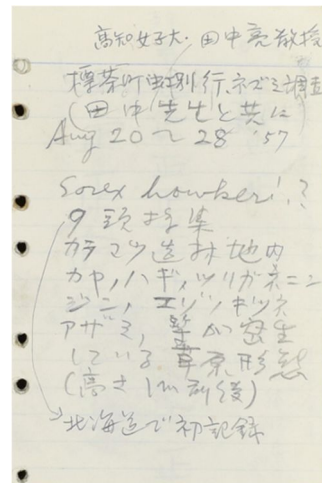 高知女子大・田中亮教授
標茶町虹別行、ネズミ調査
(田中先生と共に
Aug 20～28 '57
Sorex hawkeri!?
9頭採集
カラマツ造林地内
カヤ、ハギ、ツリガネニン
ジン、エゾノギツネ
アザミ, 等が密生
している草原形態
(高さ1m前後)
北海道で初記録